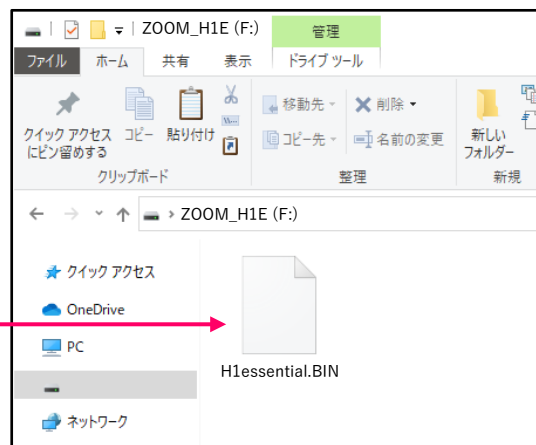 ZOOM_H1E (F:) 管理
ファイル ホーム 共有 表示 ドライブ ツール
クイック アクセス
にピン留めする
コピー
貼り付け
移動先
コピー先
削除
名前の変更
新しい
フォルダー
クリップボード 整理 新規
ZOOM_H1E (F:)
クイック アクセス
OneDrive
PC
ネットワーク
H1essential.BIN